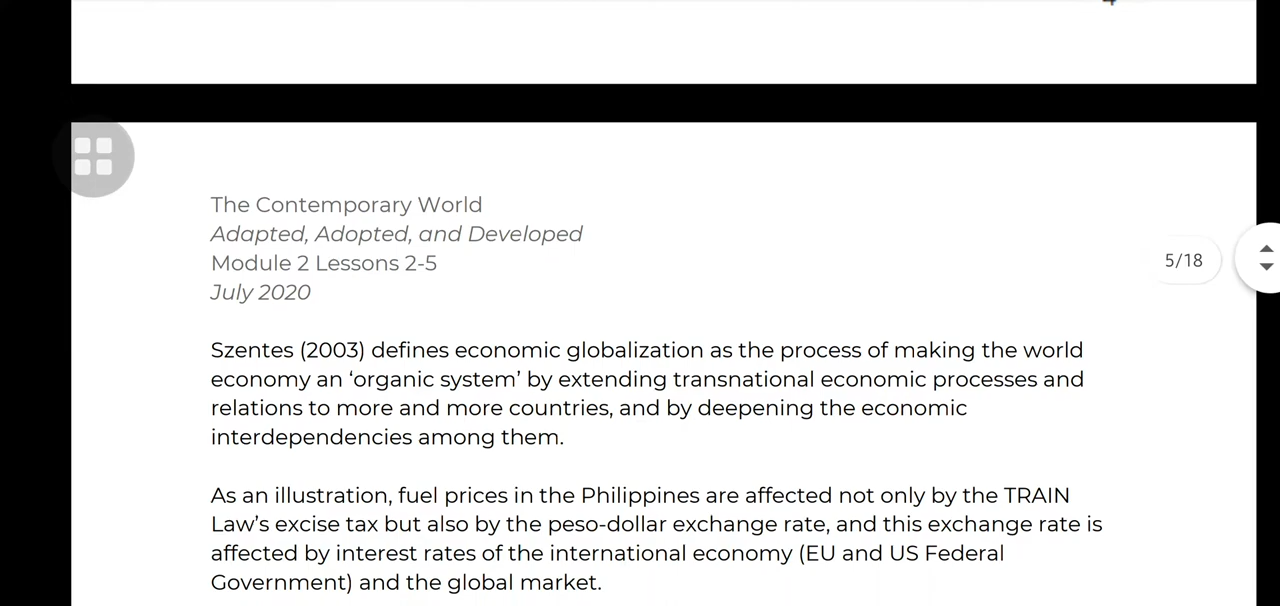 The Contemporary World
Adapted, Adopted, and Developed
Module 2 Lessons 2-5
July 2020
5/18
Szentes (2003) defines economic globalization as the process of making the world
economy an ‘organic system’ by extending transnational economic processes and
relations to more and more countries, and by deepening the economic
interdependencies among them.
As an illustration, fuel prices in the Philippines are affected not only by the TRAIN
Law’s excise tax but also by the peso-dollar exchange rate, and this exchange rate is
affected by interest rates of the international economy (EU and US Federal
Government) and the global market.